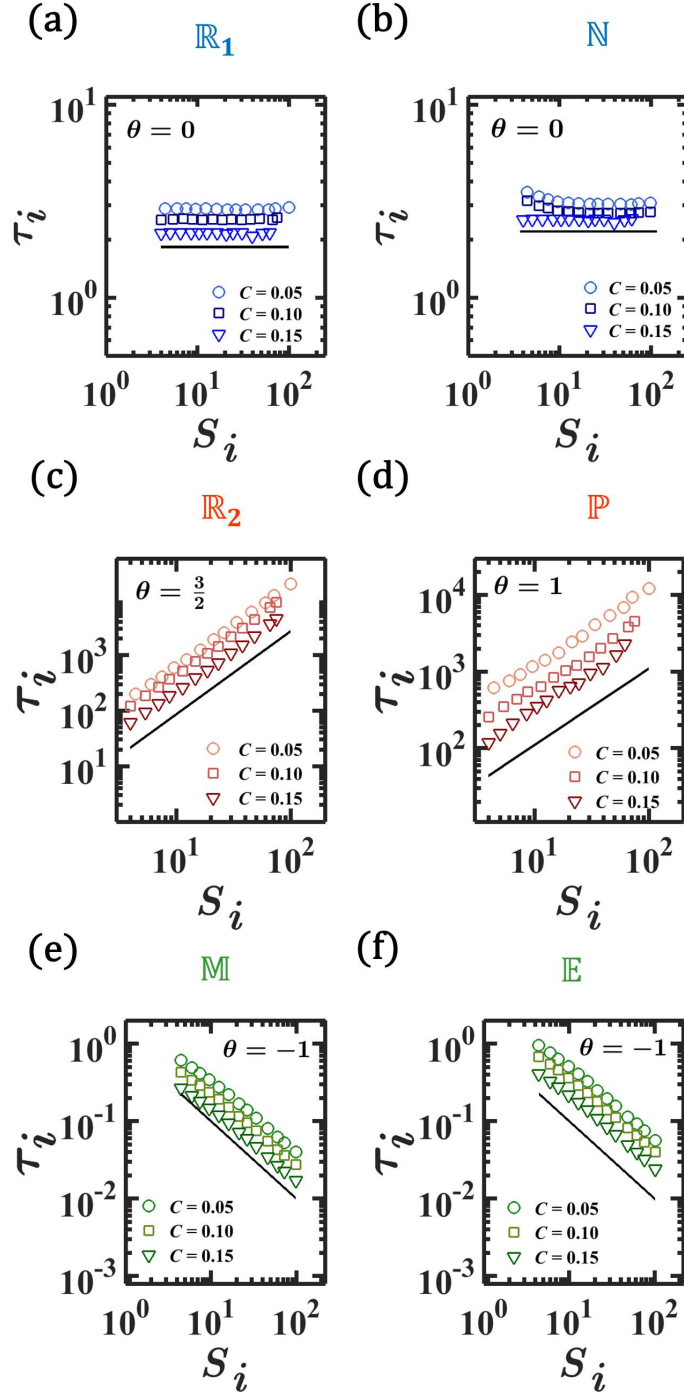 (a) ℝ₁
(b) ℕ
10¹
θ = 0
τᵢ
10⁰
C = 0.05
C = 0.10
C = 0.15
10⁰ 10¹ 10²
Sᵢ
10¹
θ = 0
τᵢ
10⁰
C = 0.05
C = 0.10
C = 0.15
10⁰ 10¹ 10²
Sᵢ
(c) ℝ₂
(d) ℙ
θ = 3/2
10³
τᵢ
10²
10¹
C = 0.05
C = 0.10
C = 0.15
10¹ 10²
Sᵢ
θ = 1
10⁴
τᵢ
10³
10²
C = 0.05
C = 0.10
C = 0.15
10¹ 10²
Sᵢ
(e) 𝕄
(f) 𝔼
10⁰
θ = −1
τᵢ
10⁻¹
10⁻²
C = 0.05
C = 0.10
C = 0.15
10⁻³
10⁰ 10¹ 10²
Sᵢ
10⁰
θ = −1
τᵢ
10⁻¹
10⁻²
C = 0.05
C = 0.10
C = 0.15
10⁻³
10⁰ 10¹ 10²
Sᵢ